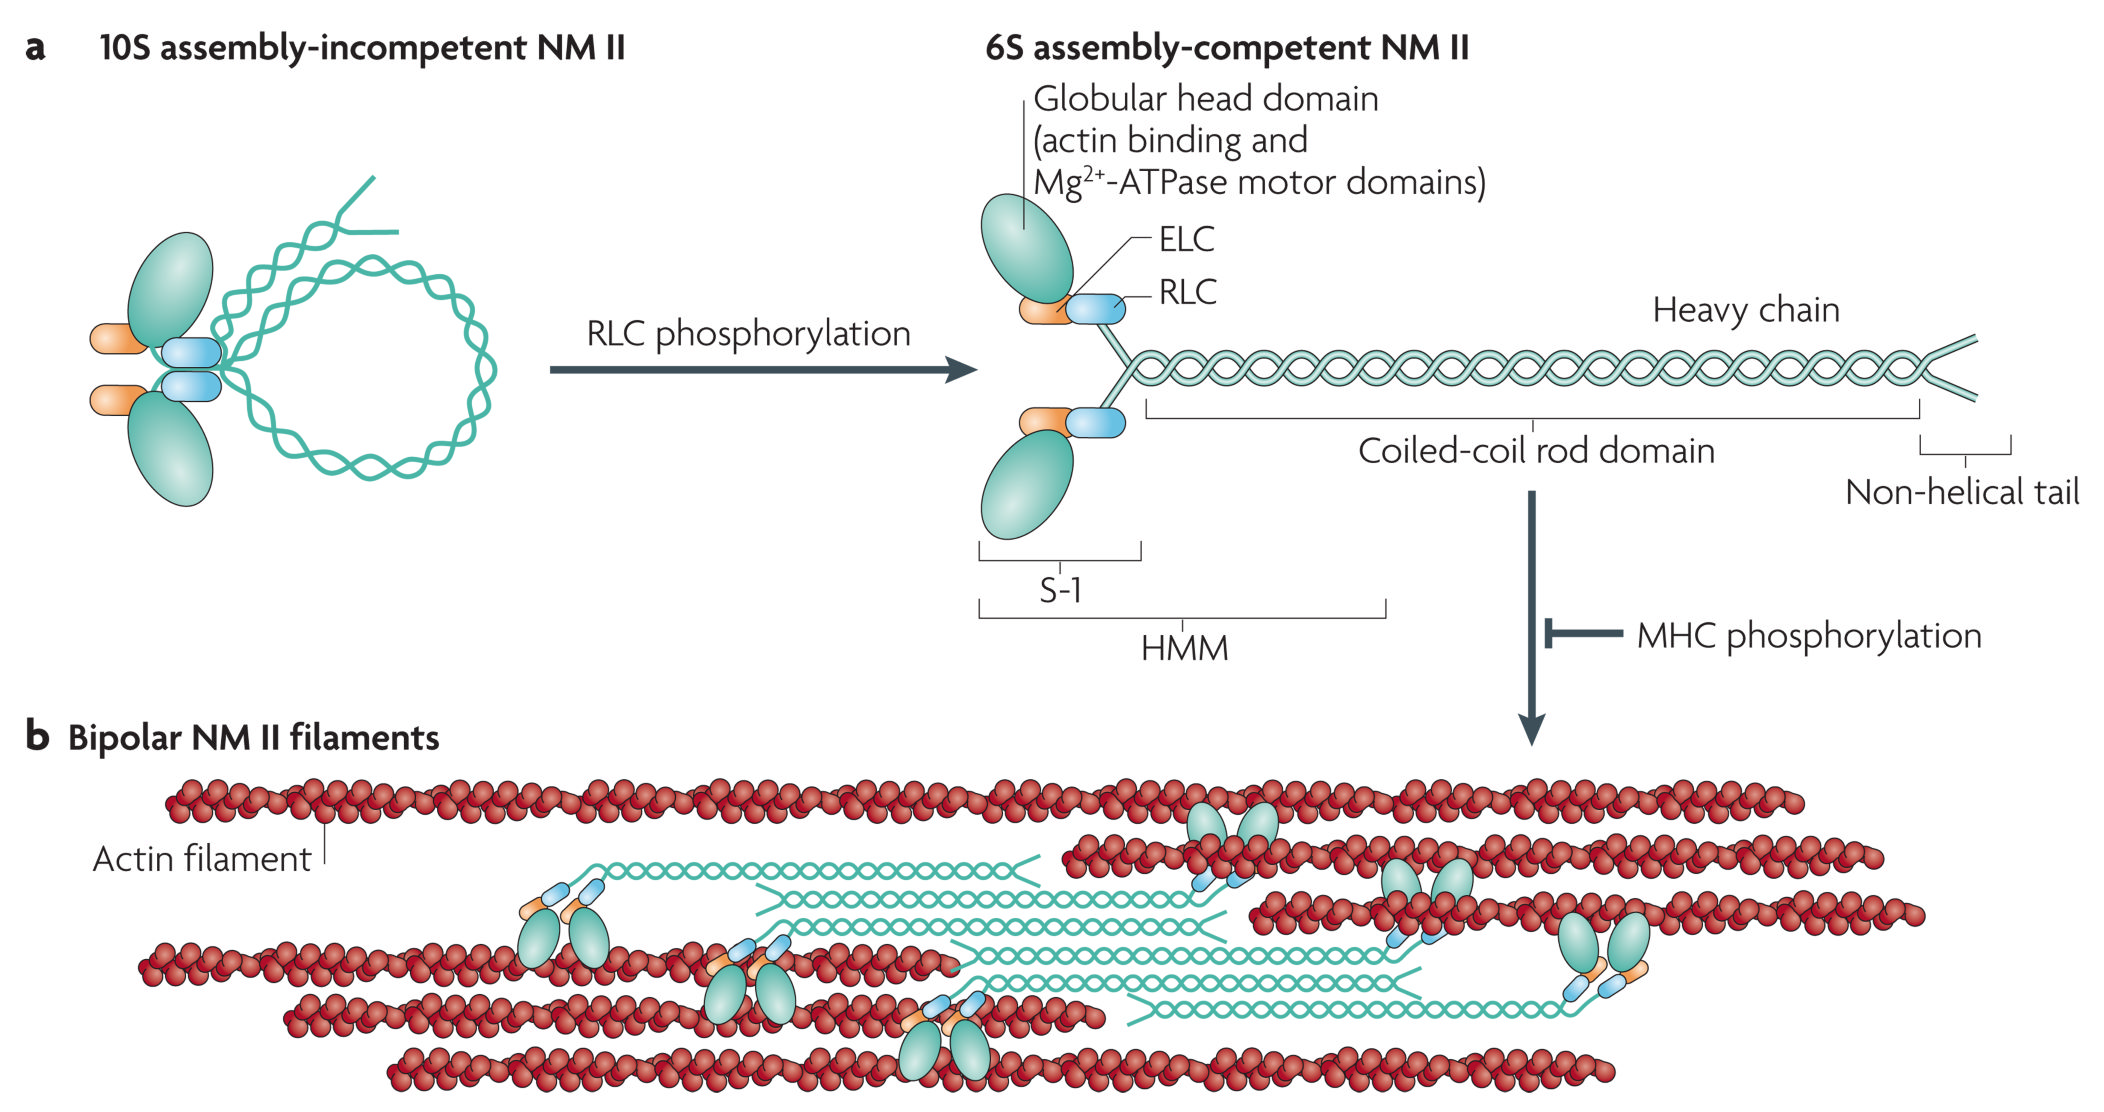 a 10S assembly-incompetent NM II
6S assembly-competent NM II
Globular head domain
(actin binding and
Mg²⁺-ATPase motor domains)
ELC
RLC
RLC phosphorylation
Heavy chain
Coiled-coil rod domain
Non-helical tail
S-1
HMM
MHC phosphorylation
b Bipolar NM II filaments
Actin filament